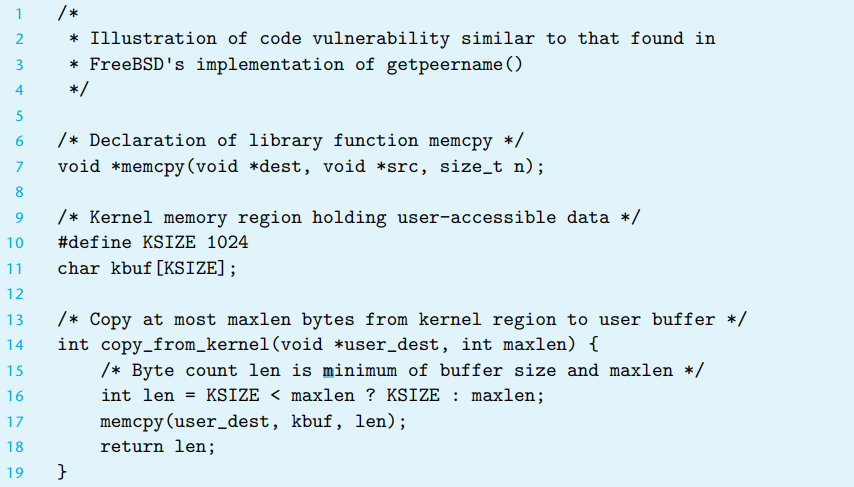 1 /*
2 * Illustration of code vulnerability similar to that found in
3 * FreeBSD's implementation of getpeername()
4 */
5
6 /* Declaration of library function memcpy */
7 void *memcpy(void *dest, void *src, size_t n);
8
9 /* Kernel memory region holding user-accessible data */
10 #define KSIZE 1024
11 char kbuf[KSIZE];
12
13 /* Copy at most maxlen bytes from kernel region to user buffer */
14 int copy_from_kernel(void *user_dest, int maxlen) {
15 /* Byte count len is minimum of buffer size and maxlen */
16 int len = KSIZE < maxlen ? KSIZE : maxlen;
17 memcpy(user_dest, kbuf, len);
18 return len;
19 }